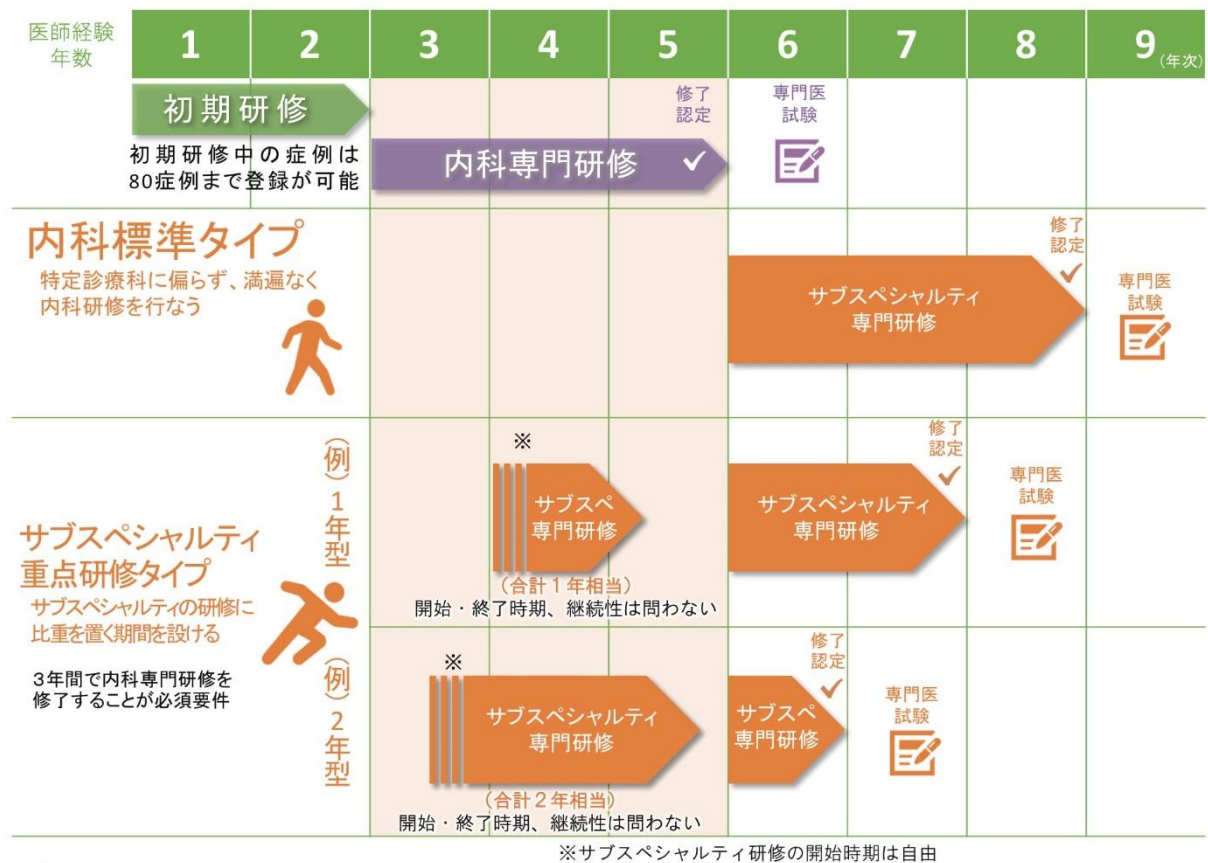 医師経験
年数
1 2 3 4 5 6 7 8 9(年次)
初期研修
初期研修中の症例は
80症例まで登録が可能
内科専門研修
修了
認定
専門医
試験
内科標準タイプ
特定診療科に偏らず、満遍なく
内科研修を行なう
サブスペシャルティ
専門研修
修了
認定
専門医
試験
サブスペシャルティ
重点研修タイプ
サブスペシャルティの研修に
比重を置く期間を設ける
3年間で内科専門研修を
修了することが必須要件
(例)1年型
※
サブスペ
専門研修
(合計1年相当)
開始・終了時期、継続性は問わない
サブスペシャルティ
専門研修
修了
認定
専門医
試験
(例)2年型
※
サブスペシャルティ
専門研修
(合計2年相当)
開始・終了時期、継続性は問わない
サブスペ
専門研修
修了
認定
専門医
試験
※サブスペシャルティ研修の開始時期は自由